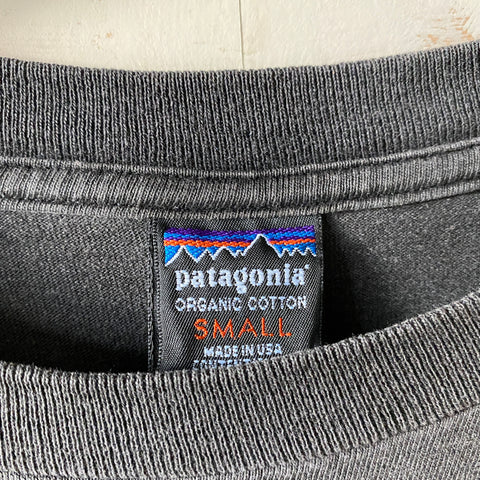 patagonia®
ORGANIC COTTON
SMALL
MADE IN USA